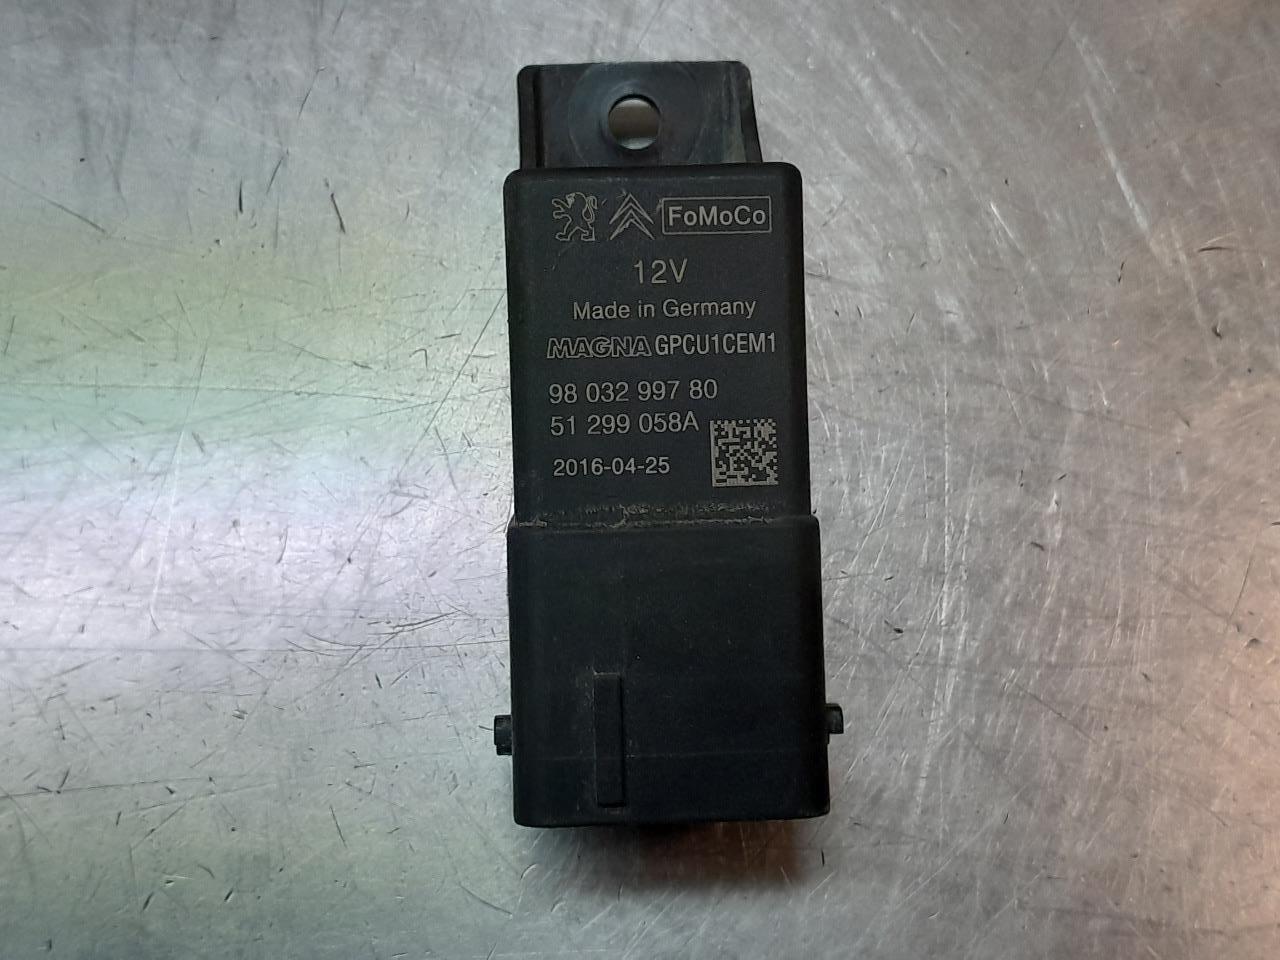 FoMoCo
12V
Made in Germany
MAGNA GPCU1CEM1
98 032 997 80
51 299 058A
2016-04-25